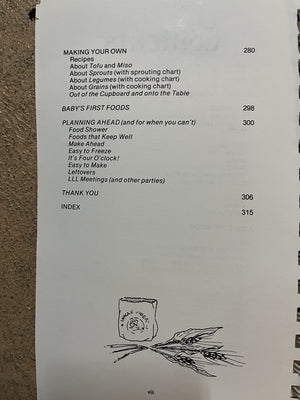 MAKING YOUR OWN 280
Recipes
About Tofu and Miso
About Sprouts (with sprouting chart)
About Legumes (with cooking chart)
About Grains (with cooking chart)
Out of the Cupboard and onto the Table
BABY'S FIRST FOODS 298
PLANNING AHEAD (and for when you can't) 300
Food Shower
Foods that Keep Well
Make Ahead
Easy to Freeze
It's Four O'clock!
Easy to Make
Leftovers
LLL Meetings (and other parties)
THANK YOU 306
INDEX 315